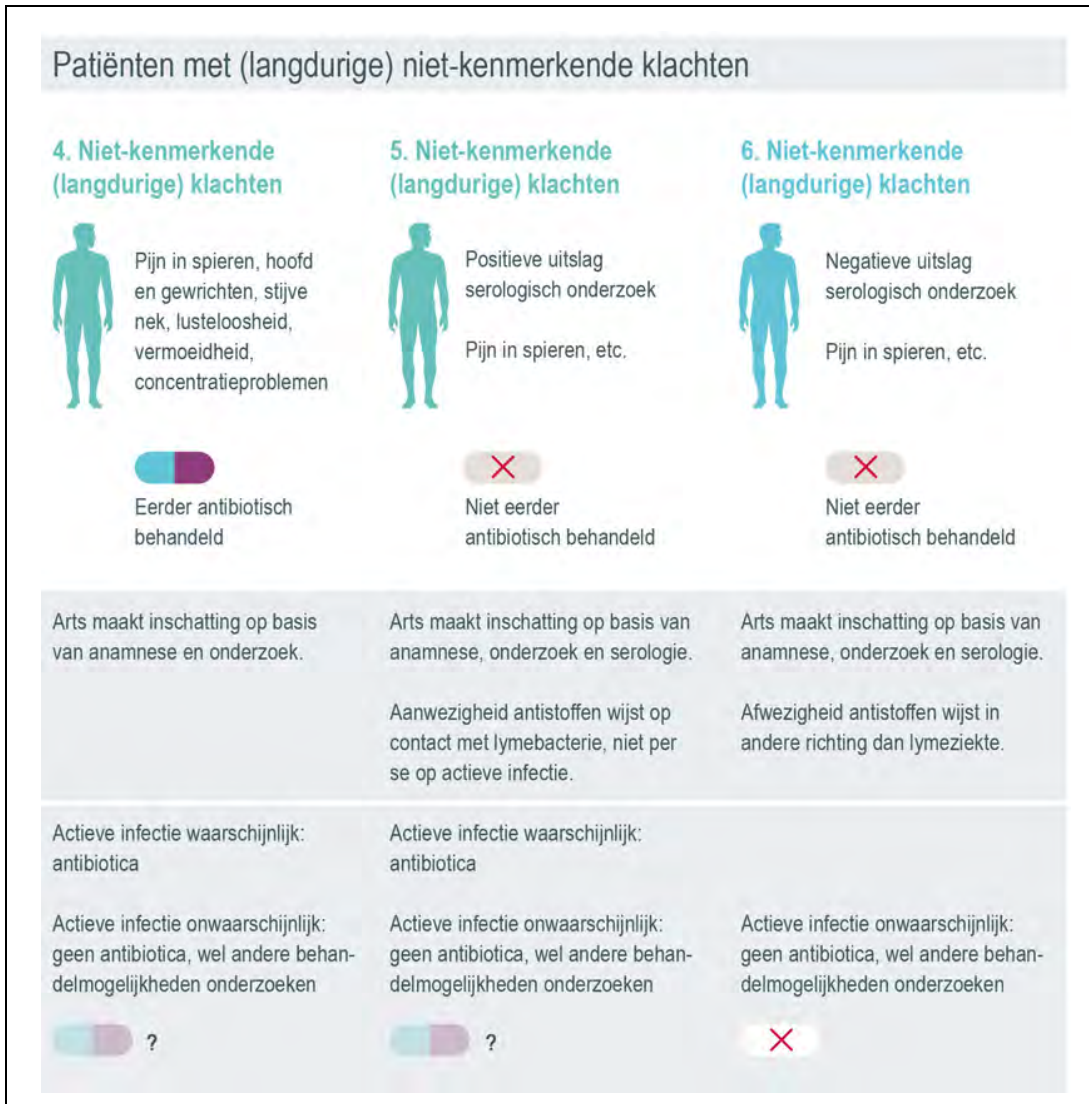 Patiënten met (langdurige) niet-kenmerkende klachten
4. Niet-kenmerkende
(langdurige) klachten
Pijn in spieren, hoofd
en gewrichten, stijve
nek, lusteloosheid,
vermoeidheid,
concentratieproblemen
Eerder antibiotisch
behandeld
Arts maakt inschatting op basis
van anamnese en onderzoek.
Actieve infectie waarschijnlijk:
antibiotica
Actieve infectie onwaarschijnlijk:
geen antibiotica, wel andere behan-
delmogelijkheden onderzoeken
?
5. Niet-kenmerkende
(langdurige) klachten
Positieve uitslag
serologisch onderzoek
Pijn in spieren, etc.
Niet eerder
antibiotisch behandeld
Arts maakt inschatting op basis van
anamnese, onderzoek en serologie.
Aanwezigheid antistoffen wijst op
contact met lymebacterie, niet per
se op actieve infectie.
Actieve infectie waarschijnlijk:
antibiotica
Actieve infectie onwaarschijnlijk:
geen antibiotica, wel andere behan-
delmogelijkheden onderzoeken
?
6. Niet-kenmerkende
(langdurige) klachten
Negatieve uitslag
serologisch onderzoek
Pijn in spieren, etc.
Niet eerder
antibiotisch behandeld
Arts maakt inschatting op basis van
anamnese, onderzoek en serologie.
Afwezigheid antistoffen wijst in
andere richting dan lymeziekte.
Actieve infectie onwaarschijnlijk:
geen antibiotica, wel andere behan-
delmogelijkheden onderzoeken